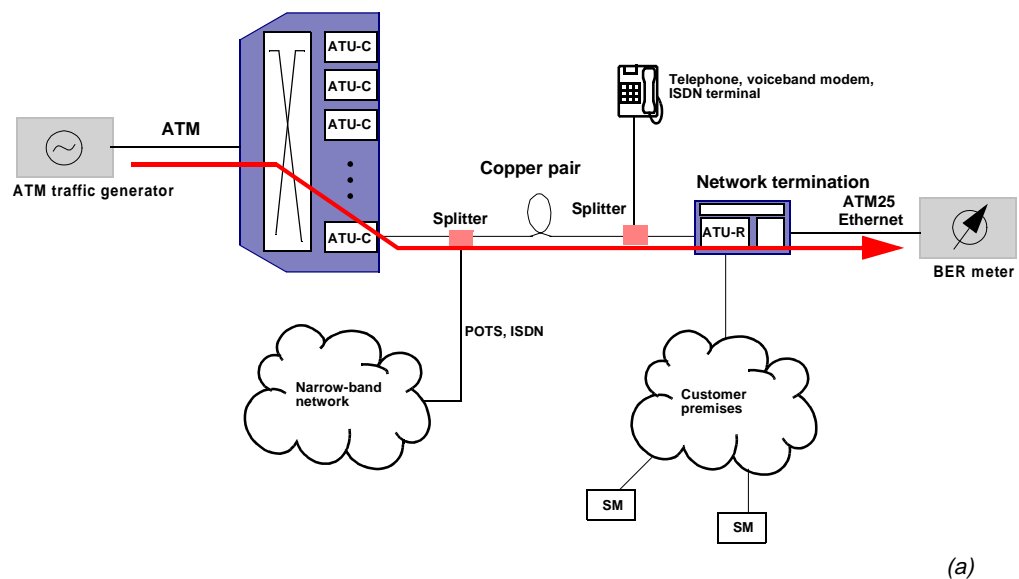 ATU-C
ATU-C
ATU-C
ATU-C
ATM
ATM traffic generator
Telephone, voiceband modem,
ISDN terminal
Copper pair
Splitter
Splitter
Network termination
ATU-R
ATM25
Ethernet
BER meter
POTS, ISDN
Narrow-band
network
Customer
premises
SM
SM
(a)